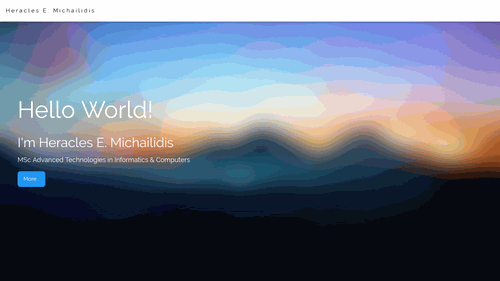 Heracles E. Michailidis
Hello World!
I'm Heracles E. Michailidis
MSc Advanced Technologies in Informatics & Computers
More